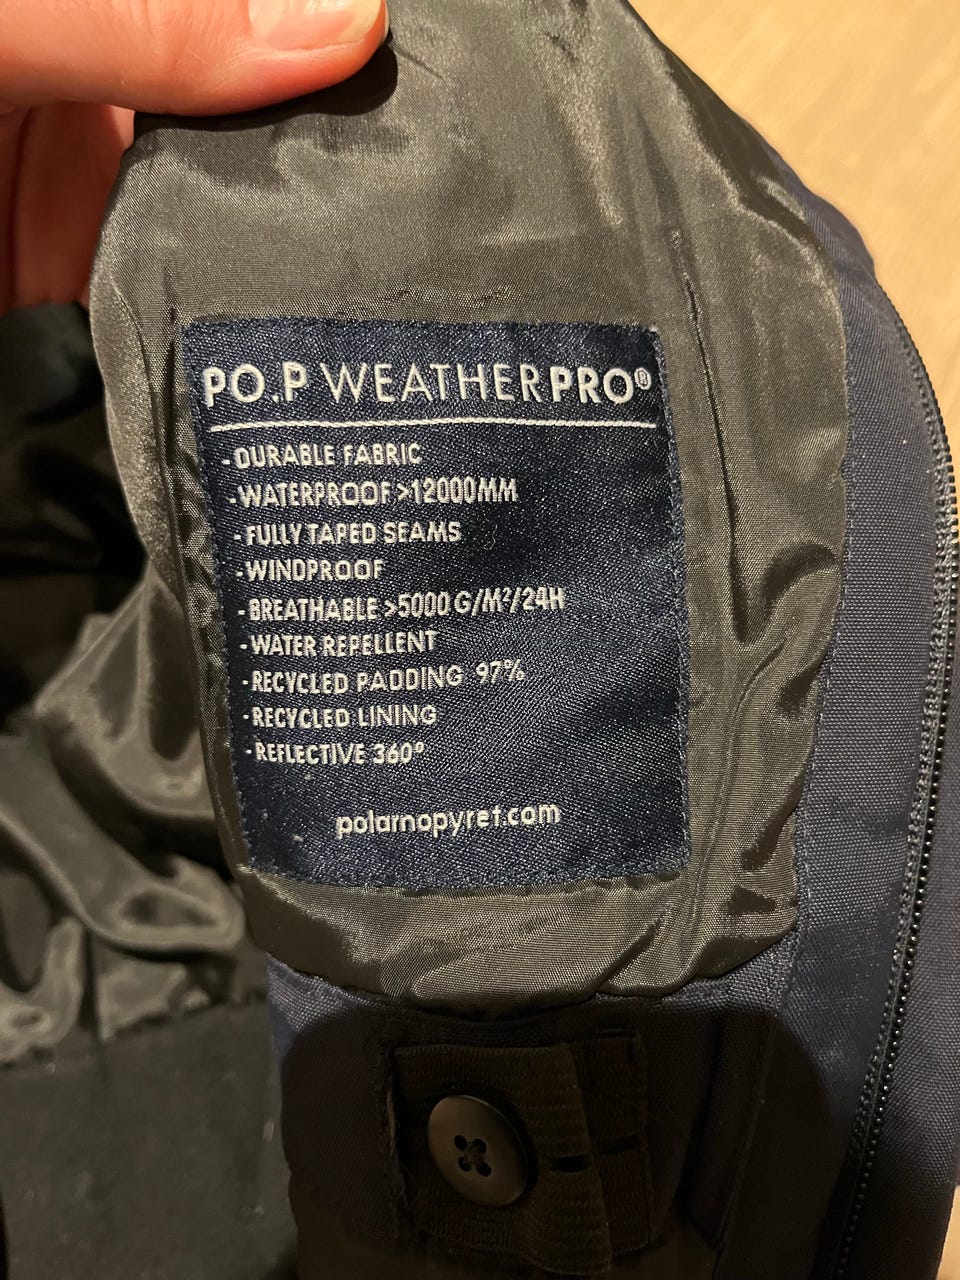 PO.P WEATHERPRO®
-DURABLE FABRIC
-WATERPROOF >12000MM
-FULLY TAPED SEAMS
-WINDPROOF
-BREATHABLE >5000 G/M²/24H
-WATER REPELLENT
-RECYCLED PADDING 97%
-RECYCLED LINING
-REFLECTIVE 360°
polarnopyret.com